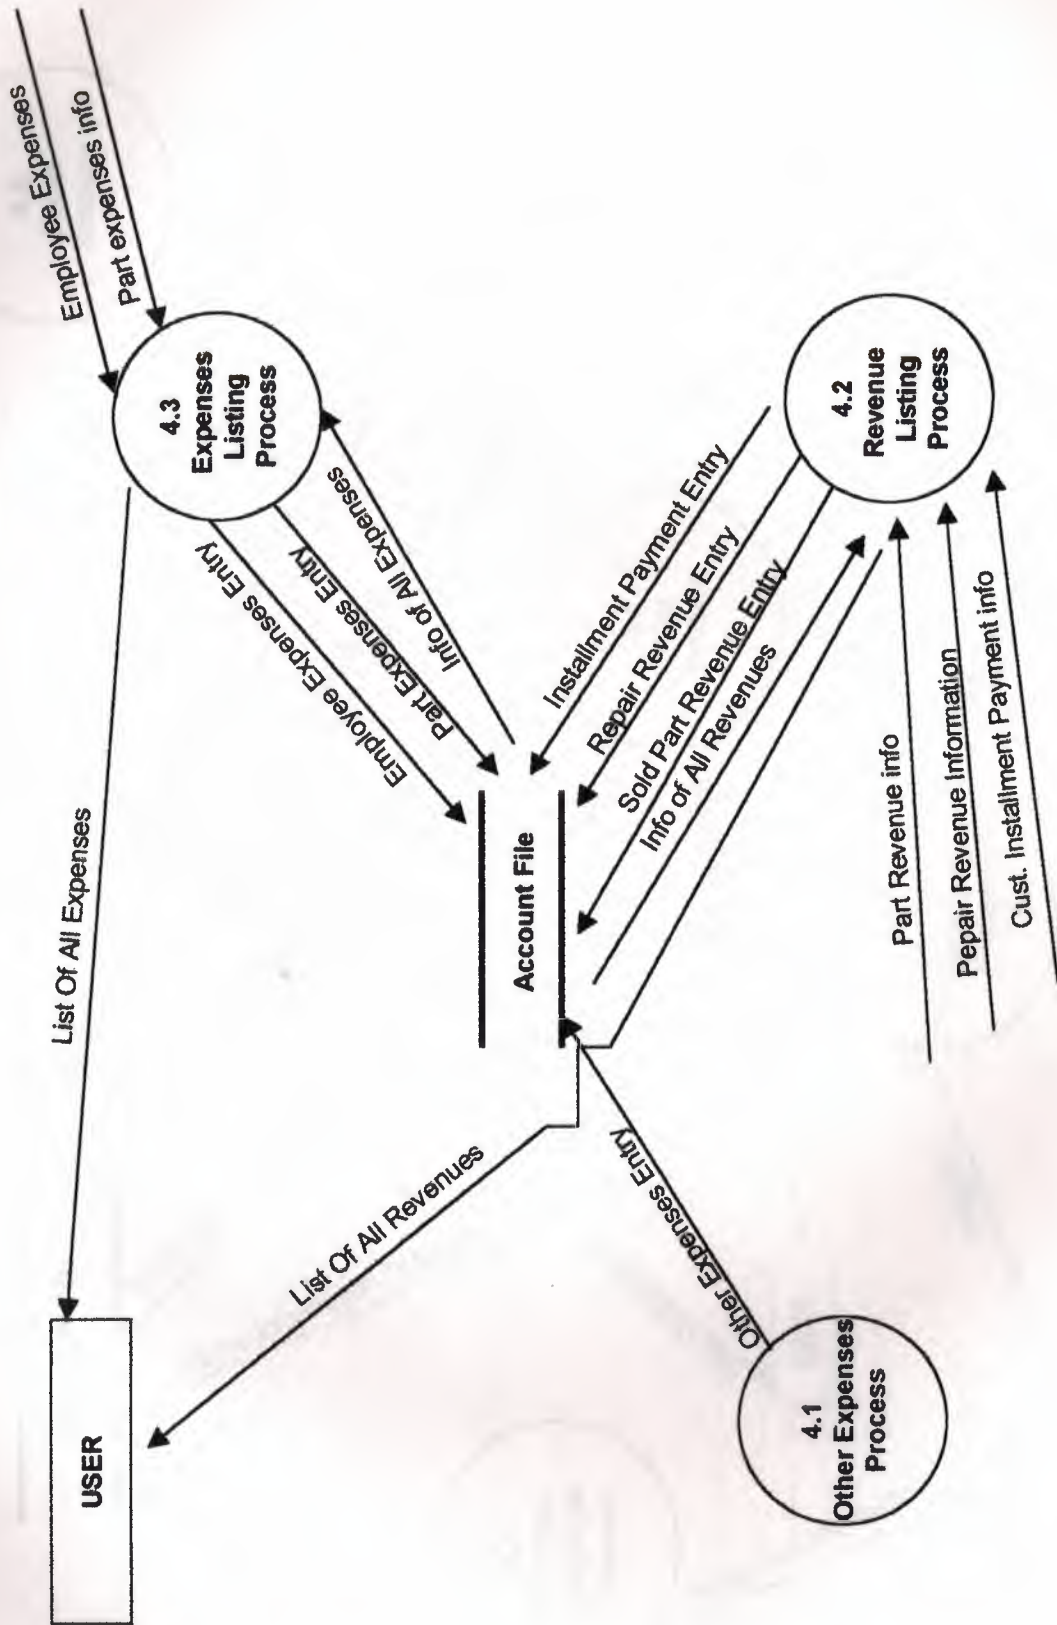 USER
List Of All Expenses
Employee Expenses
Part expenses info
4.3
Expenses
Listing
Process
Employee Expenses Entry
Part Expenses Entry
Info of All Expenses
List Of All Revenues
Account File
Installment Payment Entry
Repair Revenue Entry
Sold Part Revenue Entry
Info of All Revenues
Other Expenses Entry
4.1
Other Expenses
Process
4.2
Revenue
Listing
Process
Part Revenue info
Pepair Revenue Information
Cust. Installment Payment info